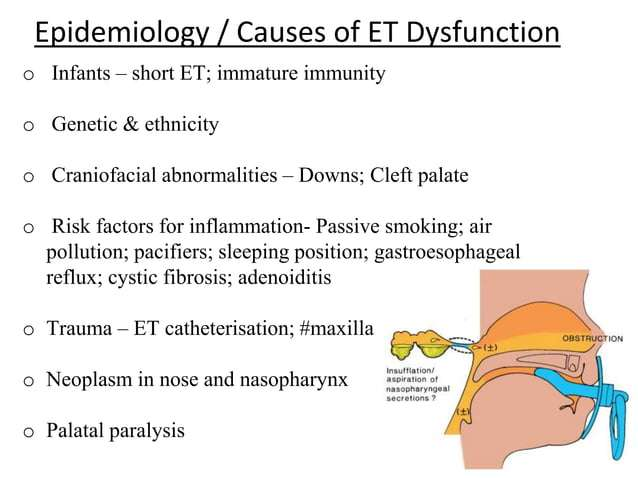 Epidemiology / Causes of ET Dysfunction
o Infants – short ET; immature immunity
o Genetic & ethnicity
o Craniofacial abnormalities – Downs; Cleft palate
o Risk factors for inflammation- Passive smoking; air
pollution; pacifiers; sleeping position; gastroesophageal
reflux; cystic fibrosis; adenoiditis
o Trauma – ET catheterisation; #maxilla
o Neoplasm in nose and nasopharynx
o Palatal paralysis
OBSTRUCTION
(±)
Insufflation/
aspiration of
nasopharyngeal
secretions ?
(±)